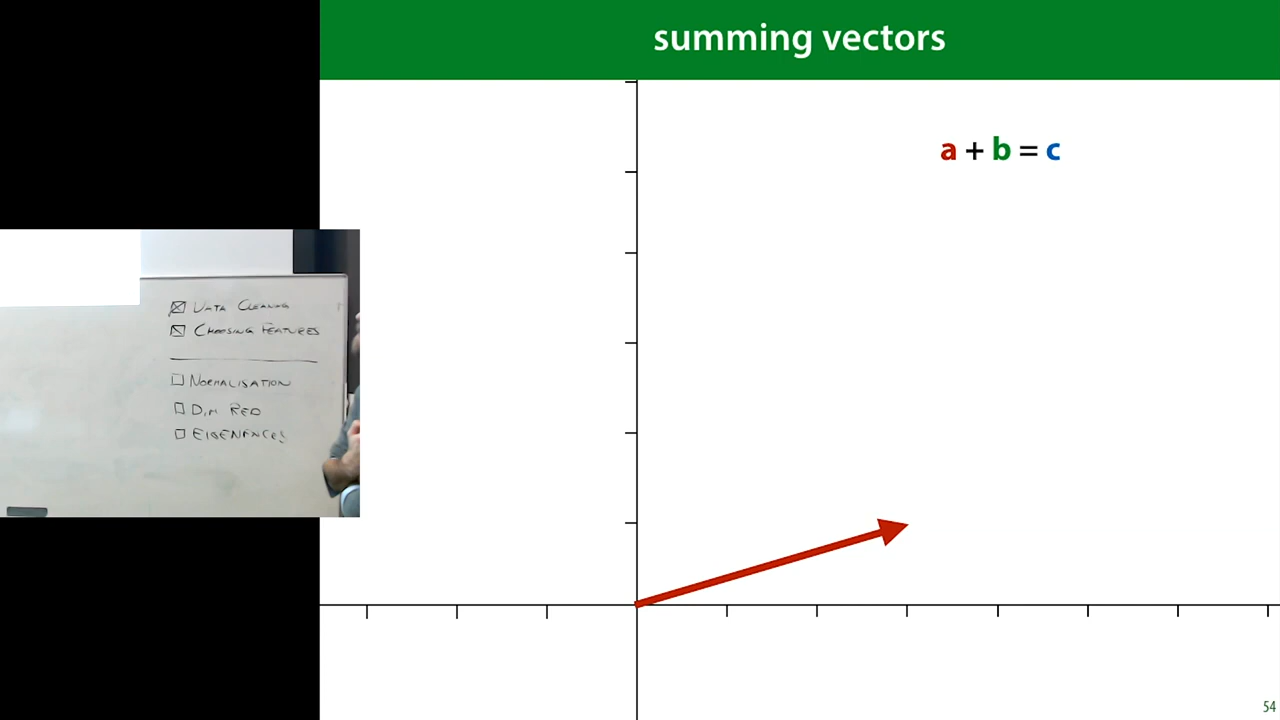 summing vectors
a + b = c
DATA CLEANING
CHOOSING FEATURES
NORMALISATION
DIM RED
EIGENFACES
54